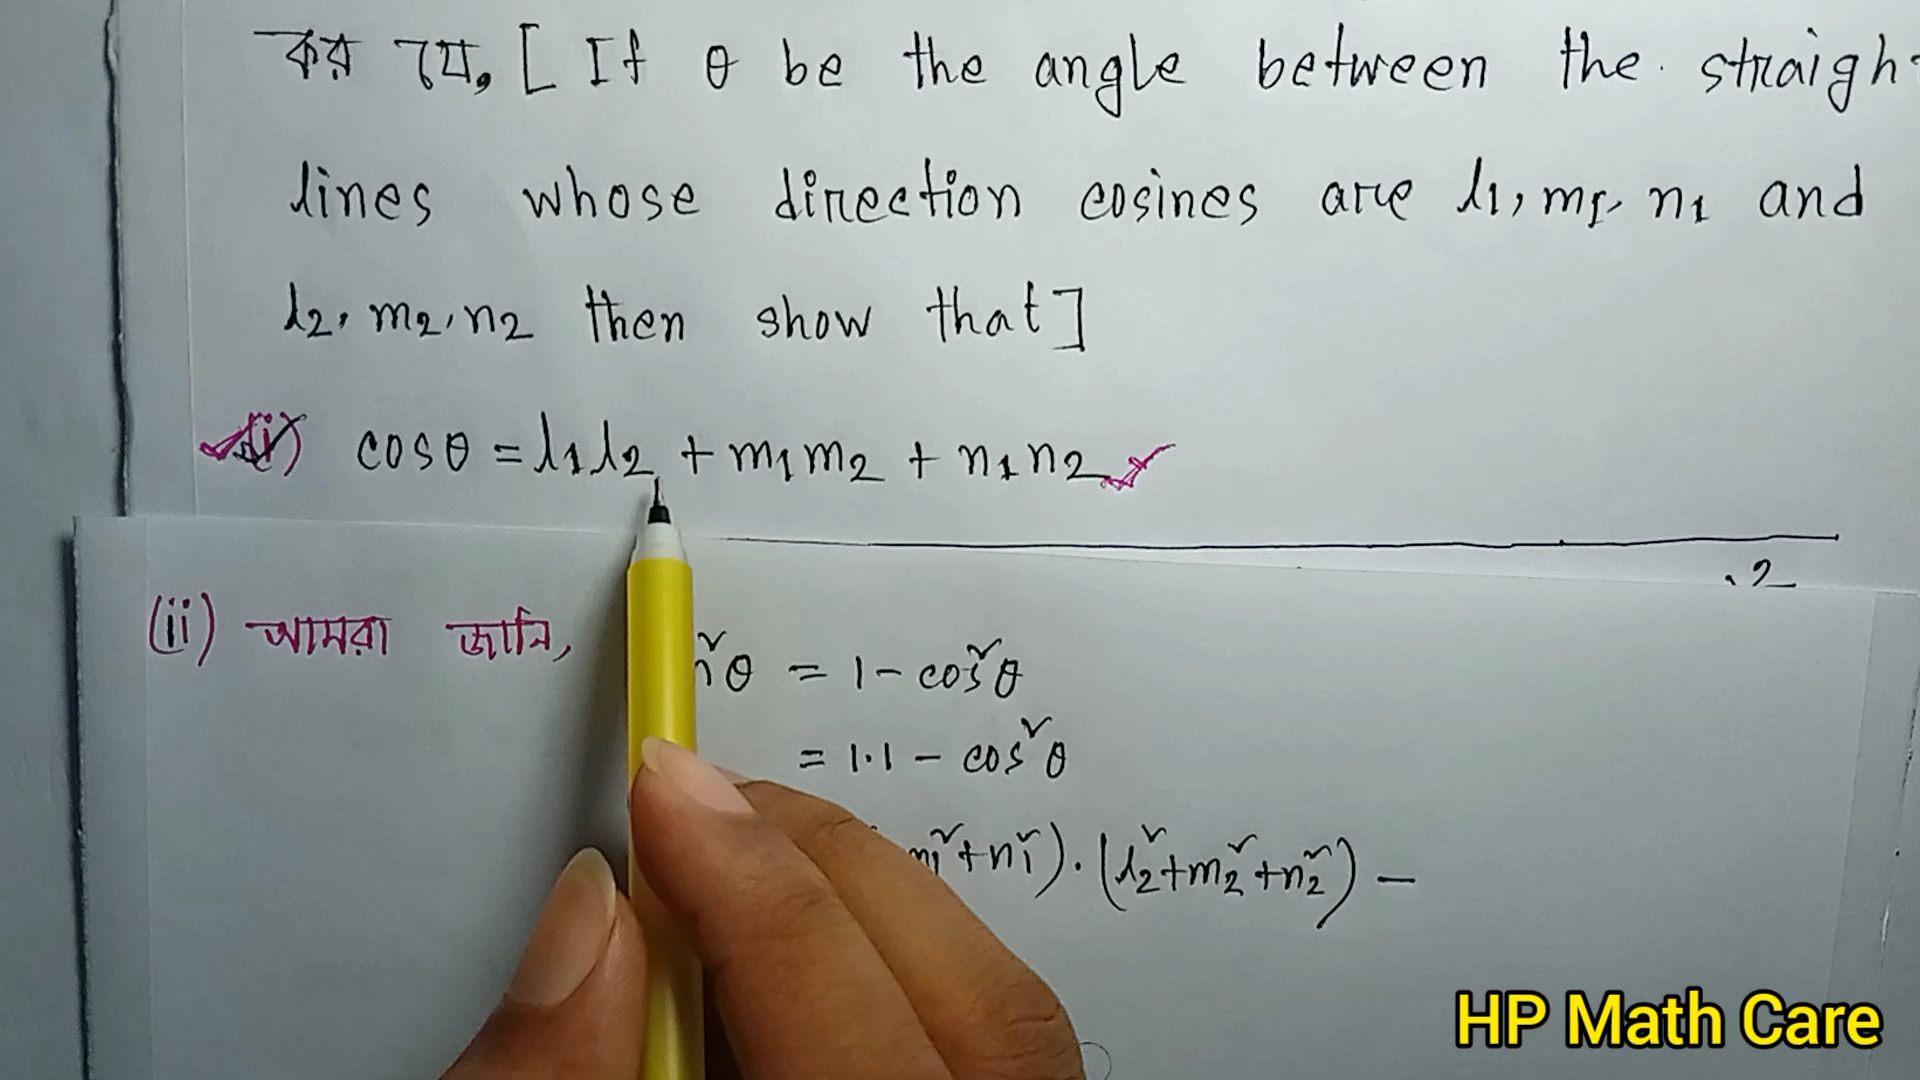 কর যে, [ If θ be the angle between the straigh
lines whose direction cosines are l₁, m₁, n₁ and
l₂, m₂, n₂ then show that]
(i) cosθ = l₁l₂ + m₁m₂ + n₁n₂
(ii) আমরা জানি, n²θ = 1 - cos²θ
= 1.1 - cos²θ
m₁²+n₁²).(l₂²+m₂²+n₂²) -
HP Math Care